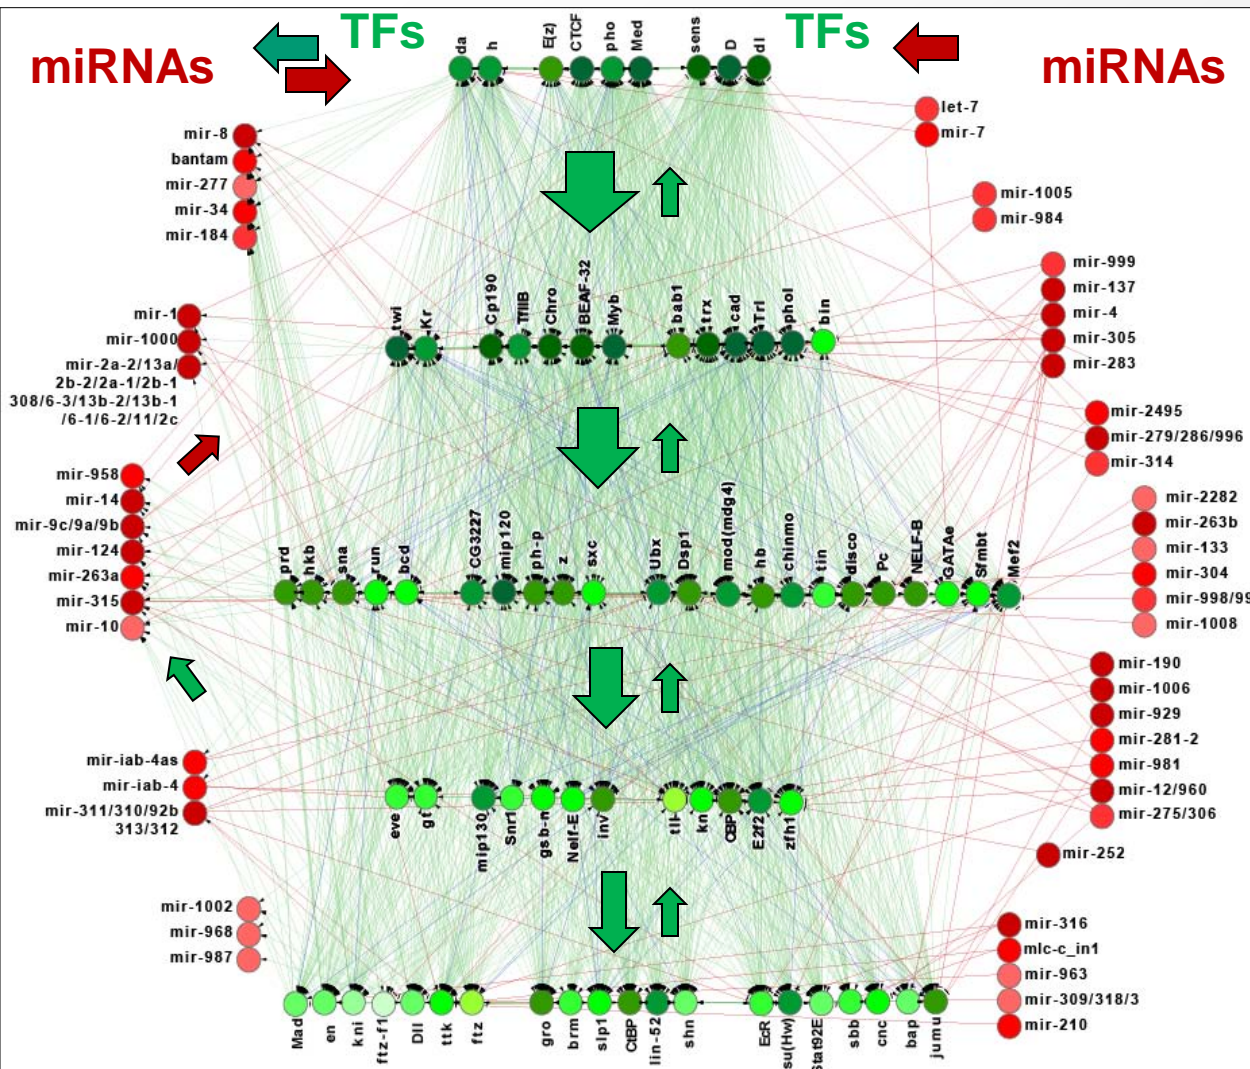 TFs
TFs
miRNAs
miRNAs
da
h
E(z)
CTCF
pho
Med
sens
D
dl
let-7
mir-7
mir-8
bantam
mir-277
mir-34
mir-184
mir-1005
mir-984
mir-999
mir-137
mir-4
mir-305
mir-283
mir-1
mir-1000
mir-2a-2/13a/
2b-2/2a-1/2b-1
308/6-3/13b-2/13b-1
/6-1/6-2/11/2c
twi
Kr
Cp190
TfIIB
Chro
BEAF-32
Myb
bab1
trx
cad
Trl
phol
bin
mir-2495
mir-279/286/996
mir-314
mir-958
mir-14
mir-9c/9a/9b
mir-124
mir-263a
mir-315
mir-10
mir-2282
mir-263b
mir-133
mir-304
mir-998/99
mir-1008
prd
hkb
sna
run
bcd
CG3227
mip120
ph-p
z
sxc
Ubx
Dsp1
mod(mdg4)
hb
chinmo
tin
disco
Pc
NELF-B
GATAe
Sfmbt
Mef2
mir-190
mir-1006
mir-929
mir-281-2
mir-981
mir-12/960
mir-275/306
mir-252
mir-iab-4as
mir-iab-4
mir-311/310/92b
313/312
eve
gt
mip130
Snr1
gsb-n
Nelf-E
inv
tll
kn
CBP
E2f2
zfh1
mir-1002
mir-968
mir-987
mir-316
mlc-c_in1
mir-963
mir-309/318/3
mir-210
Mad
en
kni
ftz-f1
Dll
ttk
ftz
gro
brm
slp1
CtBP
lin-52
shn
EcR
su(Hw)
Stat92E
sbb
cnc
bap
jumu